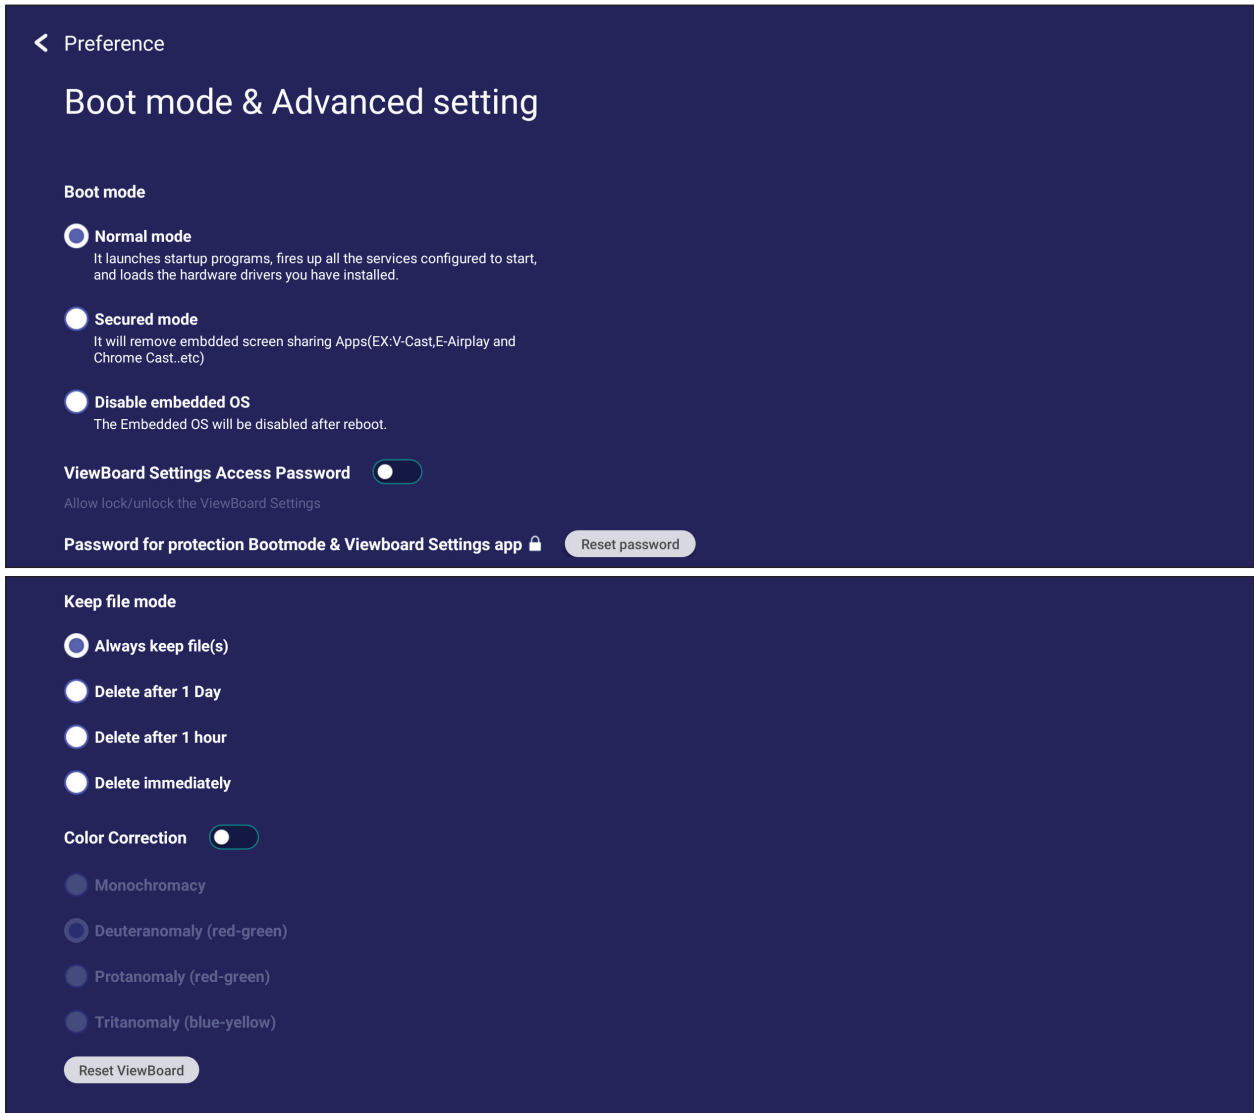 Preference
Boot mode & Advanced setting
Boot mode
Normal mode
It launches startup programs, fires up all the services configured to start,
and loads the hardware drivers you have installed.
Secured mode
It will remove embdded screen sharing Apps(EX:V-Cast,E-Airplay and
Chrome Cast..etc)
Disable embedded OS
The Embedded OS will be disabled after reboot.
ViewBoard Settings Access Password
Allow lock/unlock the ViewBoard Settings
Password for protection Bootmode & Viewboard Settings app Reset password
Keep file mode
Always keep file(s)
Delete after 1 Day
Delete after 1 hour
Delete immediately
Color Correction
Monochromacy
Deuteranomaly (red-green)
Protanomaly (red-green)
Tritanomaly (blue-yellow)
Reset ViewBoard